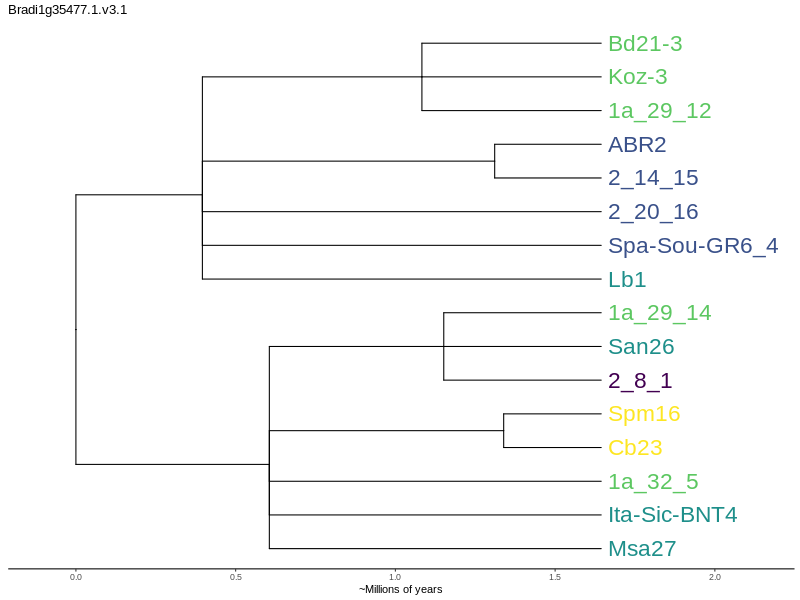 Bradi1g35477.1.v3.1
Bd21-3
Koz-3
1a_29_12
ABR2
2_14_15
2_20_16
Spa-Sou-GR6_4
Lb1
1a_29_14
San26
2_8_1
Spm16
Cb23
1a_32_5
Ita-Sic-BNT4
Msa27
0.0 0.5 1.0 1.5 2.0
~Millions of years